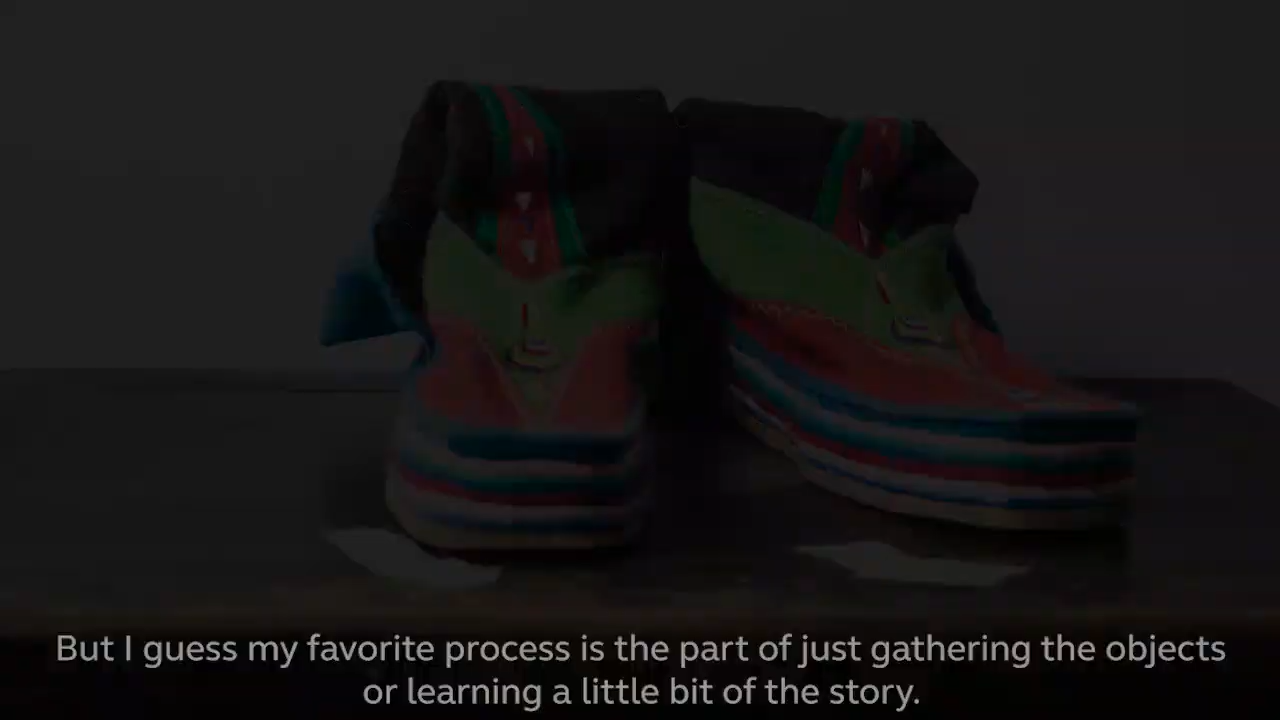 But I guess my favorite process is the part of just gathering the objects
or learning a little bit of the story.